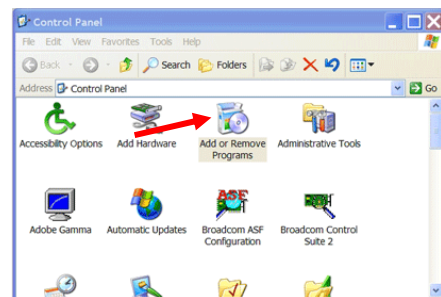 Control Panel
File Edit View Favorites Tools Help
Back Search Folders
Address Control Panel Go
Accessibility Options Add Hardware Add or Remove Administrative Tools
Programs
Adobe Gamma Automatic Updates Broadcom ASF Broadcom Control
Configuration Suite 2
ASF